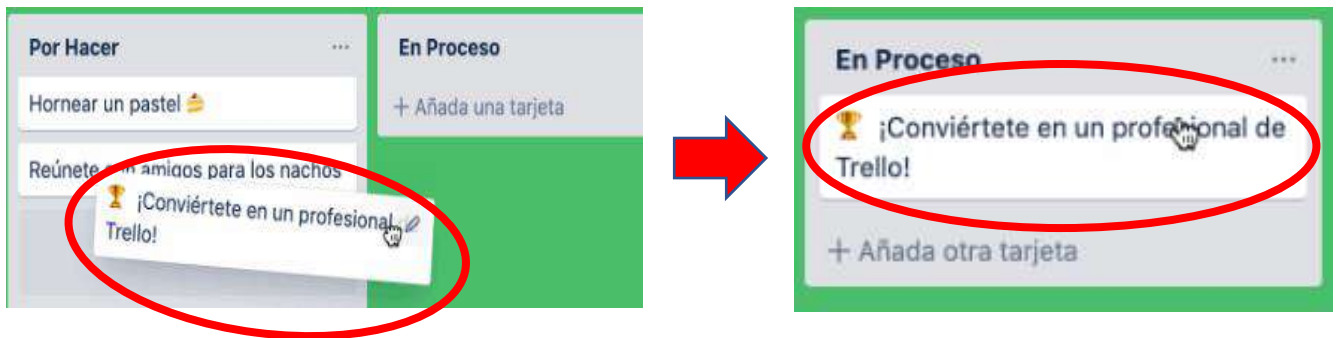 Por Hacer ...
Hornear un pastel 🍰
Reúnete con amigos para los nachos
🏆 ¡Conviértete en un profesional
Trello!
En Proceso
+ Añada una tarjeta
En Proceso ...
🏆 ¡Conviértete en un profesional de
Trello!
+ Añada otra tarjeta